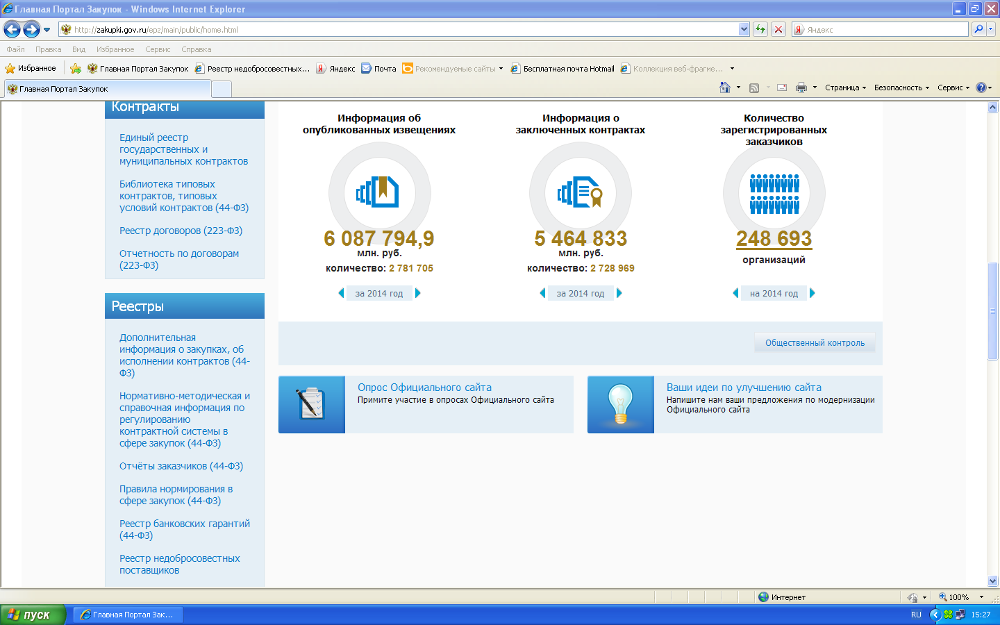 Главная Портал Закупок - Windows Internet Explorer
http://zakupki.gov.ru/epz/main/public/home.html
Яндекс
Файл Правка Вид Избранное Сервис Справка
Избранное Главная Портал Закупок Реестр недобросовестных... Яндекс Почта Рекомендуемые сайты Бесплатная почта Hotmail Коллекция веб-фрагме...
Главная Портал Закупок
Страница Безопасность Сервис
Контракты
Единый реестр
государственных и
муниципальных контрактов
Библиотека типовых
контрактов, типовых
условий контрактов (44-ФЗ)
Реестр договоров (223-ФЗ)
Отчетность по договорам
(223-ФЗ)
Реестры
Дополнительная
информация о закупках, об
исполнении контрактов (44-
ФЗ)
Нормативно-методическая и
справочная информация по
регулированию
контрактной системы в
сфере закупок (44-ФЗ)
Отчёты заказчиков (44-ФЗ)
Правила нормирования в
сфере закупок (44-ФЗ)
Реестр банковских гарантий
(44-ФЗ)
Реестр недобросовестных
поставщиков
Информация об
опубликованных извещениях
6 087 794,9
млн. руб.
количество: 2 781 705
за 2014 год
Информация о
заключенных контрактах
5 464 833
млн. руб.
количество: 2 728 969
за 2014 год
Количество
зарегистрированных
заказчиков
248 693
организаций
на 2014 год
Общественный контроль
Опрос Официального сайта
Примите участие в опросах Официального сайта
Ваши идеи по улучшению сайта
Напишите нам ваши предложения по модернизации
Официального сайта
Интернет
100%
пуск
Главная Портал Зак...
RU
15:27